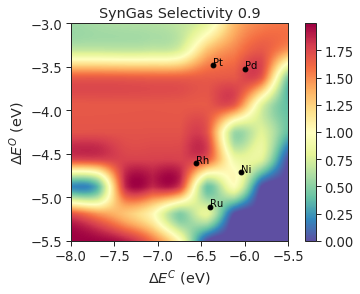 SynGas Selectivity 0.9
ΔE^O (eV)
−3.0
−3.5
−4.0
−4.5
−5.0
−5.5
Pt
Pd
Rh
Ni
Ru
−8.0 −7.5 −7.0 −6.5 −6.0 −5.5
ΔE^C (eV)
1.75
1.50
1.25
1.00
0.75
0.50
0.25
0.00